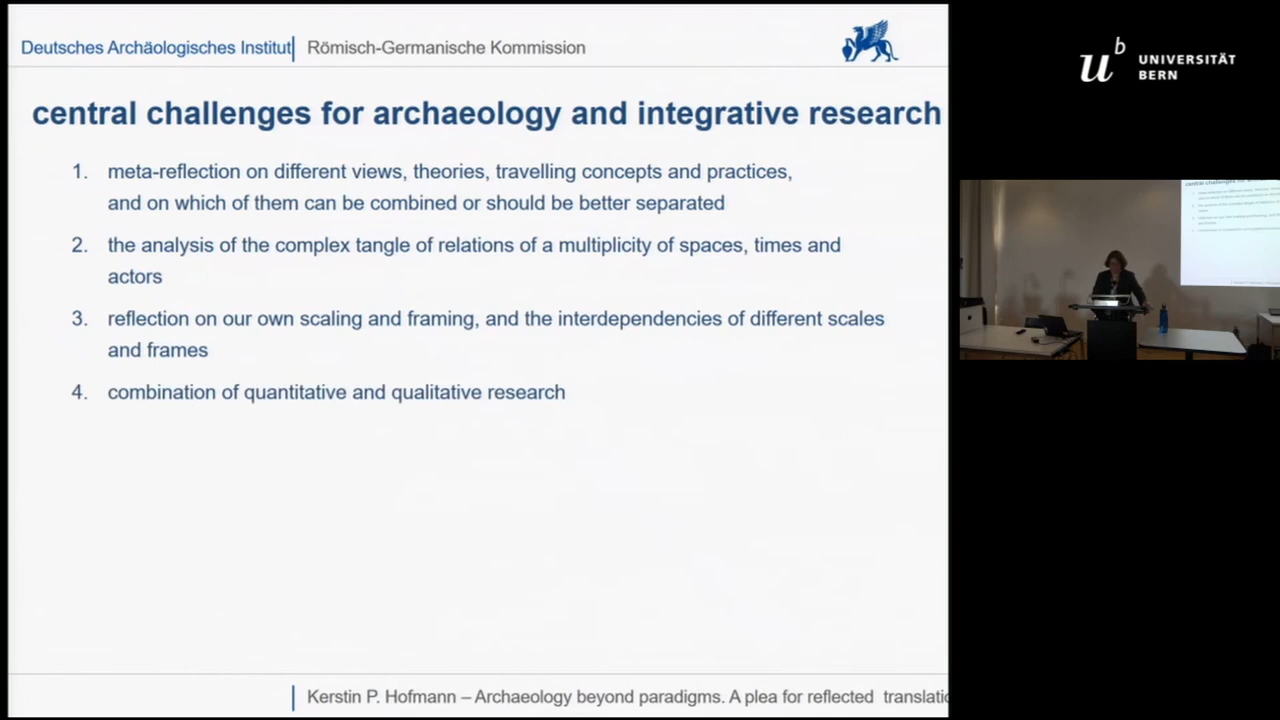 Deutsches Archäologisches Institut
Römisch-Germanische Kommission
central challenges for archaeology and integrative research
1. meta-reflection on different views, theories, travelling concepts and practices,
and on which of them can be combined or should be better separated
2. the analysis of the complex tangle of relations of a multiplicity of spaces, times and
actors
3. reflection on our own scaling and framing, and the interdependencies of different scales
and frames
4. combination of quantitative and qualitative research
Kerstin P. Hofmann – Archaeology beyond paradigms. A plea for reflected
u b
UNIVERSITÄT
BERN